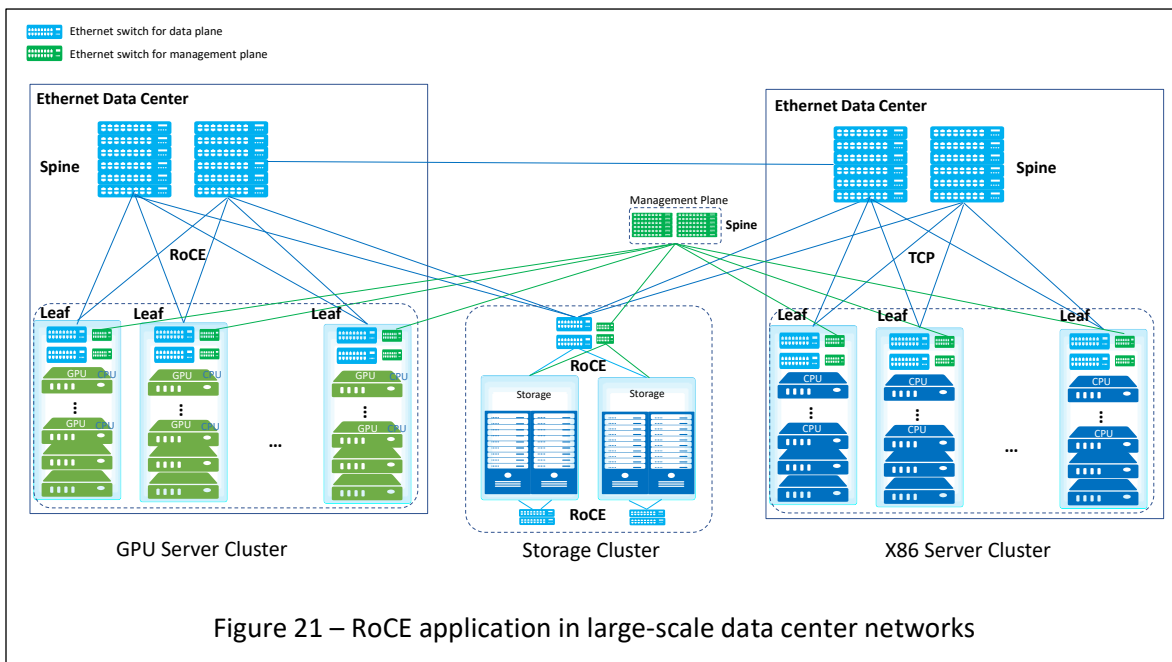 Ethernet switch for data plane
Ethernet switch for management plane
Ethernet Data Center
Ethernet Data Center
Spine
Spine
Management Plane
Spine
RoCE
TCP
Leaf
Leaf
Leaf
Leaf
Leaf
Leaf
RoCE
GPU CPU
GPU CPU
GPU CPU
CPU
CPU
CPU
Storage
Storage
GPU CPU
GPU CPU
GPU CPU
CPU
CPU
CPU
...
...
RoCE
GPU Server Cluster
Storage Cluster
X86 Server Cluster
Figure 21 – RoCE application in large-scale data center networks